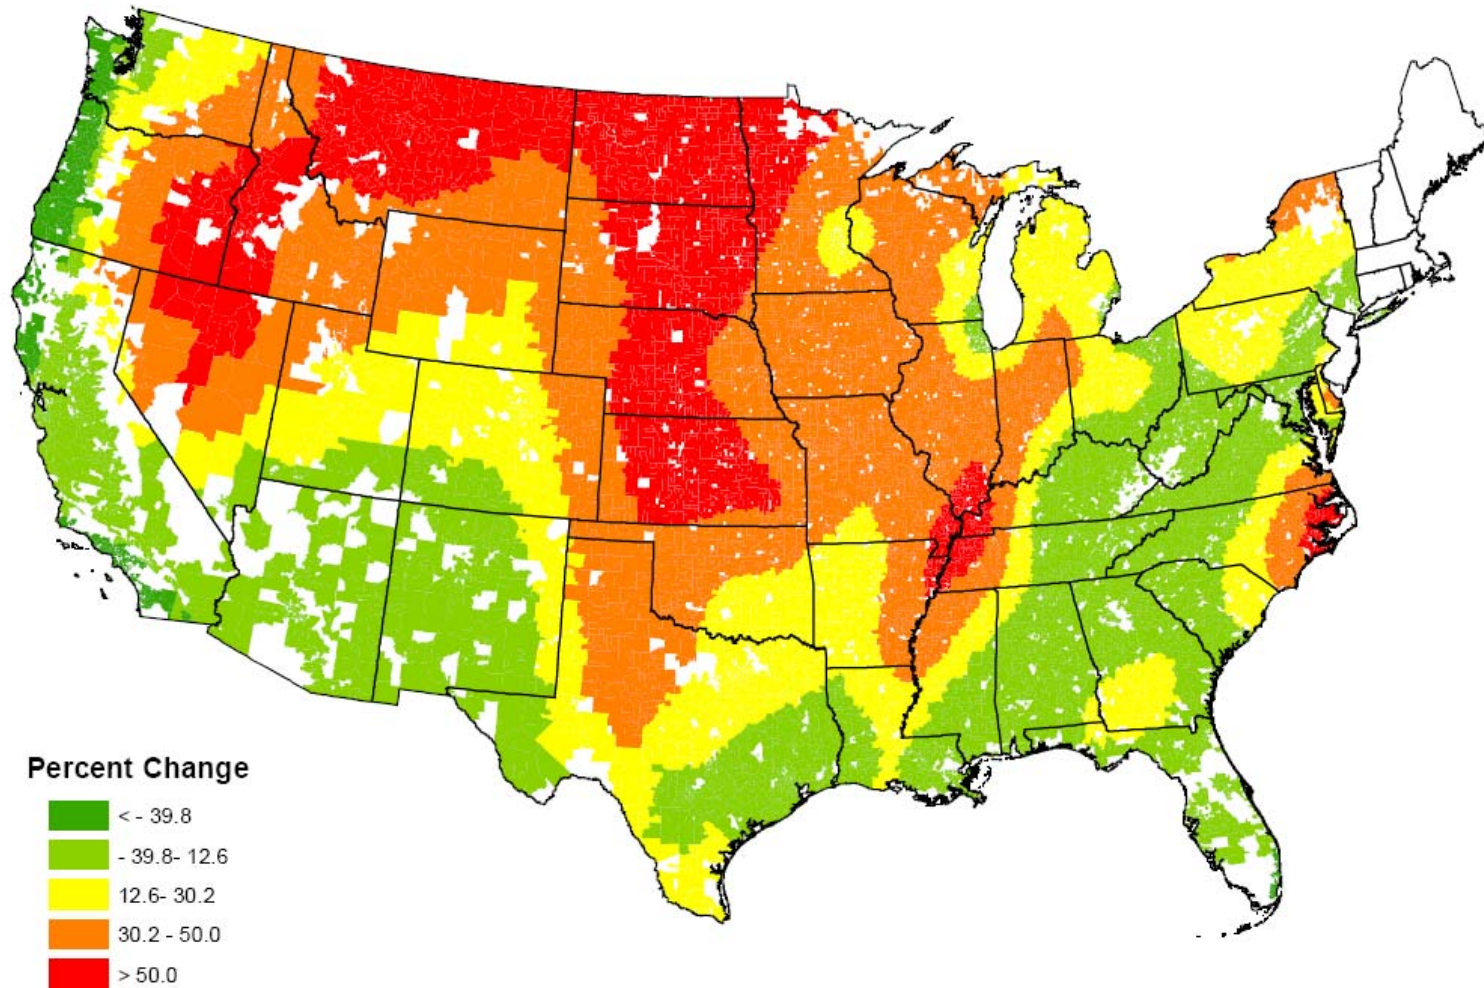 Percent Change
< - 39.8
- 39.8- 12.6
12.6- 30.2
30.2 - 50.0
> 50.0